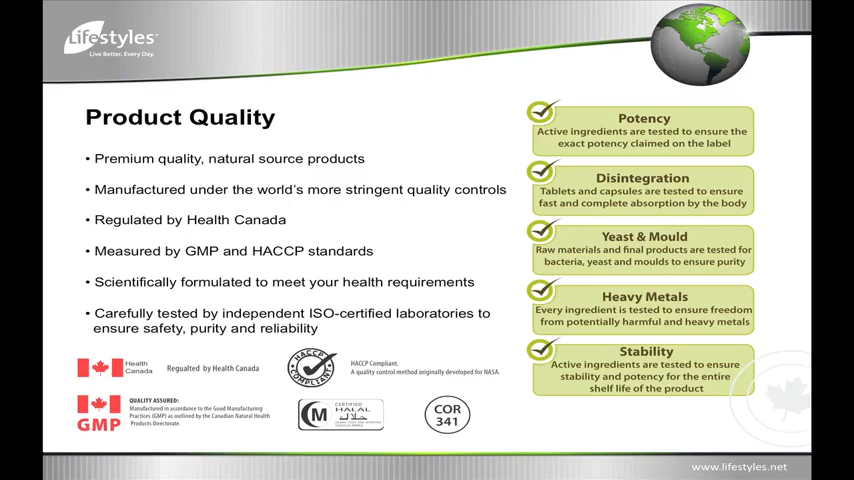 Lifestyles™
Live Better. Every Day.
Product Quality
• Premium quality, natural source products
• Manufactured under the world's more stringent quality controls
• Regulated by Health Canada
• Measured by GMP and HACCP standards
• Scientifically formulated to meet your health requirements
• Carefully tested by independent ISO-certified laboratories to
ensure safety, purity and reliability
Potency
Active ingredients are tested to ensure the
exact potency claimed on the label
Disintegration
Tablets and capsules are tested to ensure
fast and complete absorption by the body
Yeast & Mould
Raw materials and final products are tested for
bacteria, yeast and moulds to ensure purity
Heavy Metals
Every ingredient is tested to ensure freedom
from potentially harmful and heavy metals
Stability
Active ingredients are tested to ensure
stability and potency for the entire
shelf life of the product
Health
Canada
Regualted by Health Canada
HACCP
COMPLIANT
HACCP Compliant.
A quality control method originally developed for NASA.
GMP
QUALITY ASSURED:
Manufactured in accordance to the Good Manufacturing
Practices (GMP) as outlined by the Canadian Natural Health
Products Directorate.
M
CERTIFIED
HALAL
حلال
COR
341
www.lifestyles.net